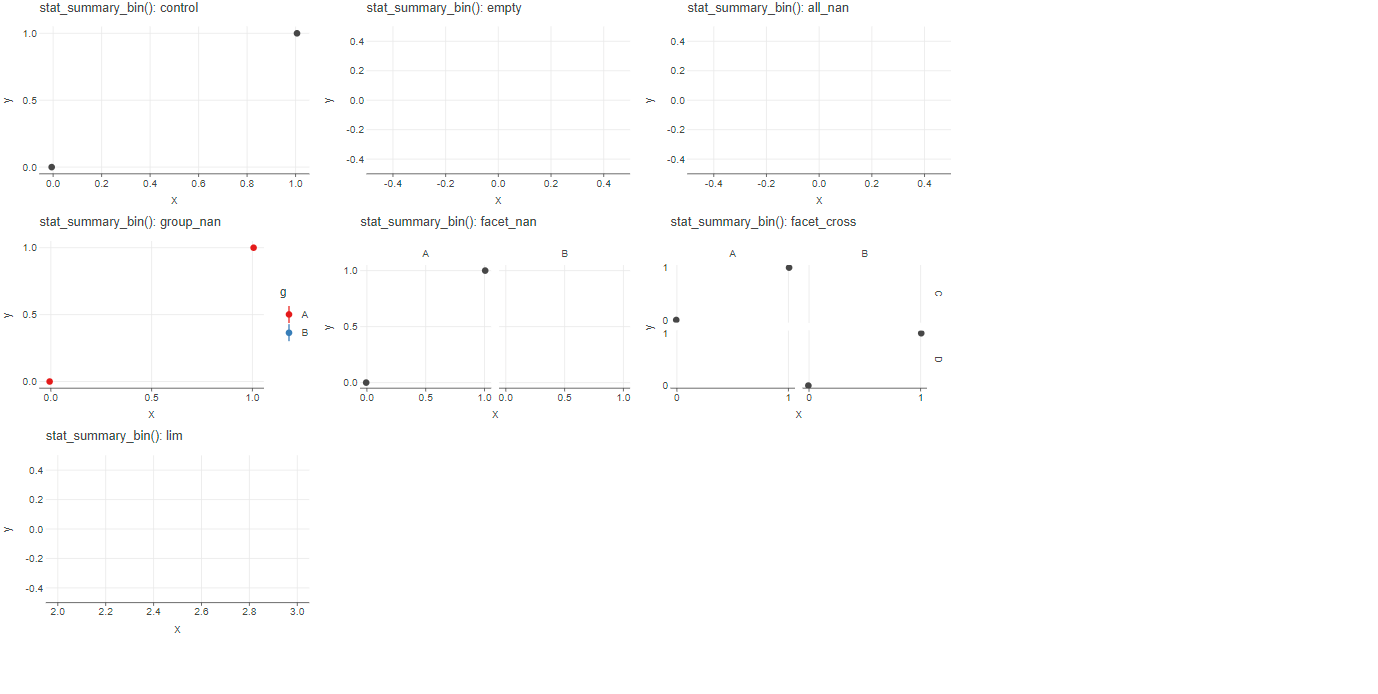 stat_summary_bin(): control
1.0
0.5
0.0
y
0.0 0.2 0.4 0.6 0.8 1.0
x
stat_summary_bin(): empty
0.4
0.2
0.0
-0.2
-0.4
y
-0.4 -0.2 0.0 0.2 0.4
x
stat_summary_bin(): all_nan
0.4
0.2
0.0
-0.2
-0.4
y
-0.4 -0.2 0.0 0.2 0.4
x
stat_summary_bin(): group_nan
1.0
0.5
0.0
y
0.0 0.5 1.0
x
g
A
B
stat_summary_bin(): facet_nan
A B
1.0
0.5
0.0
y
0.0 0.5 1.0 0.0 0.5 1.0
x
stat_summary_bin(): facet_cross
A B
1
0
C
1
0
D
y
0 1 0 1
x
stat_summary_bin(): lim
0.4
0.2
0.0
-0.2
-0.4
y
2.0 2.2 2.4 2.6 2.8 3.0
x